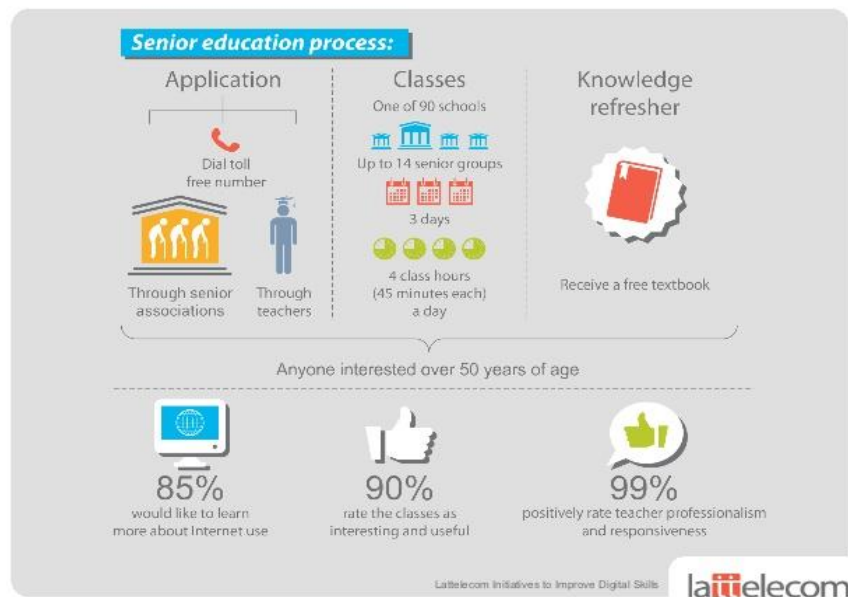 Senior education process:
Application
Dial toll
free number
Through senior
associations
Through
teachers
Classes
One of 90 schools
Up to 14 senior groups
3 days
4 class hours
(45 minutes each)
a day
Knowledge
refresher
Receive a free textbook
Anyone interested over 50 years of age
85%
would like to learn
more about Internet use
90%
rate the classes as
interesting and useful
99%
positively rate teacher professionalism
and responsiveness
Lattelecom Initiatives to Improve Digital Skills
lattelecom